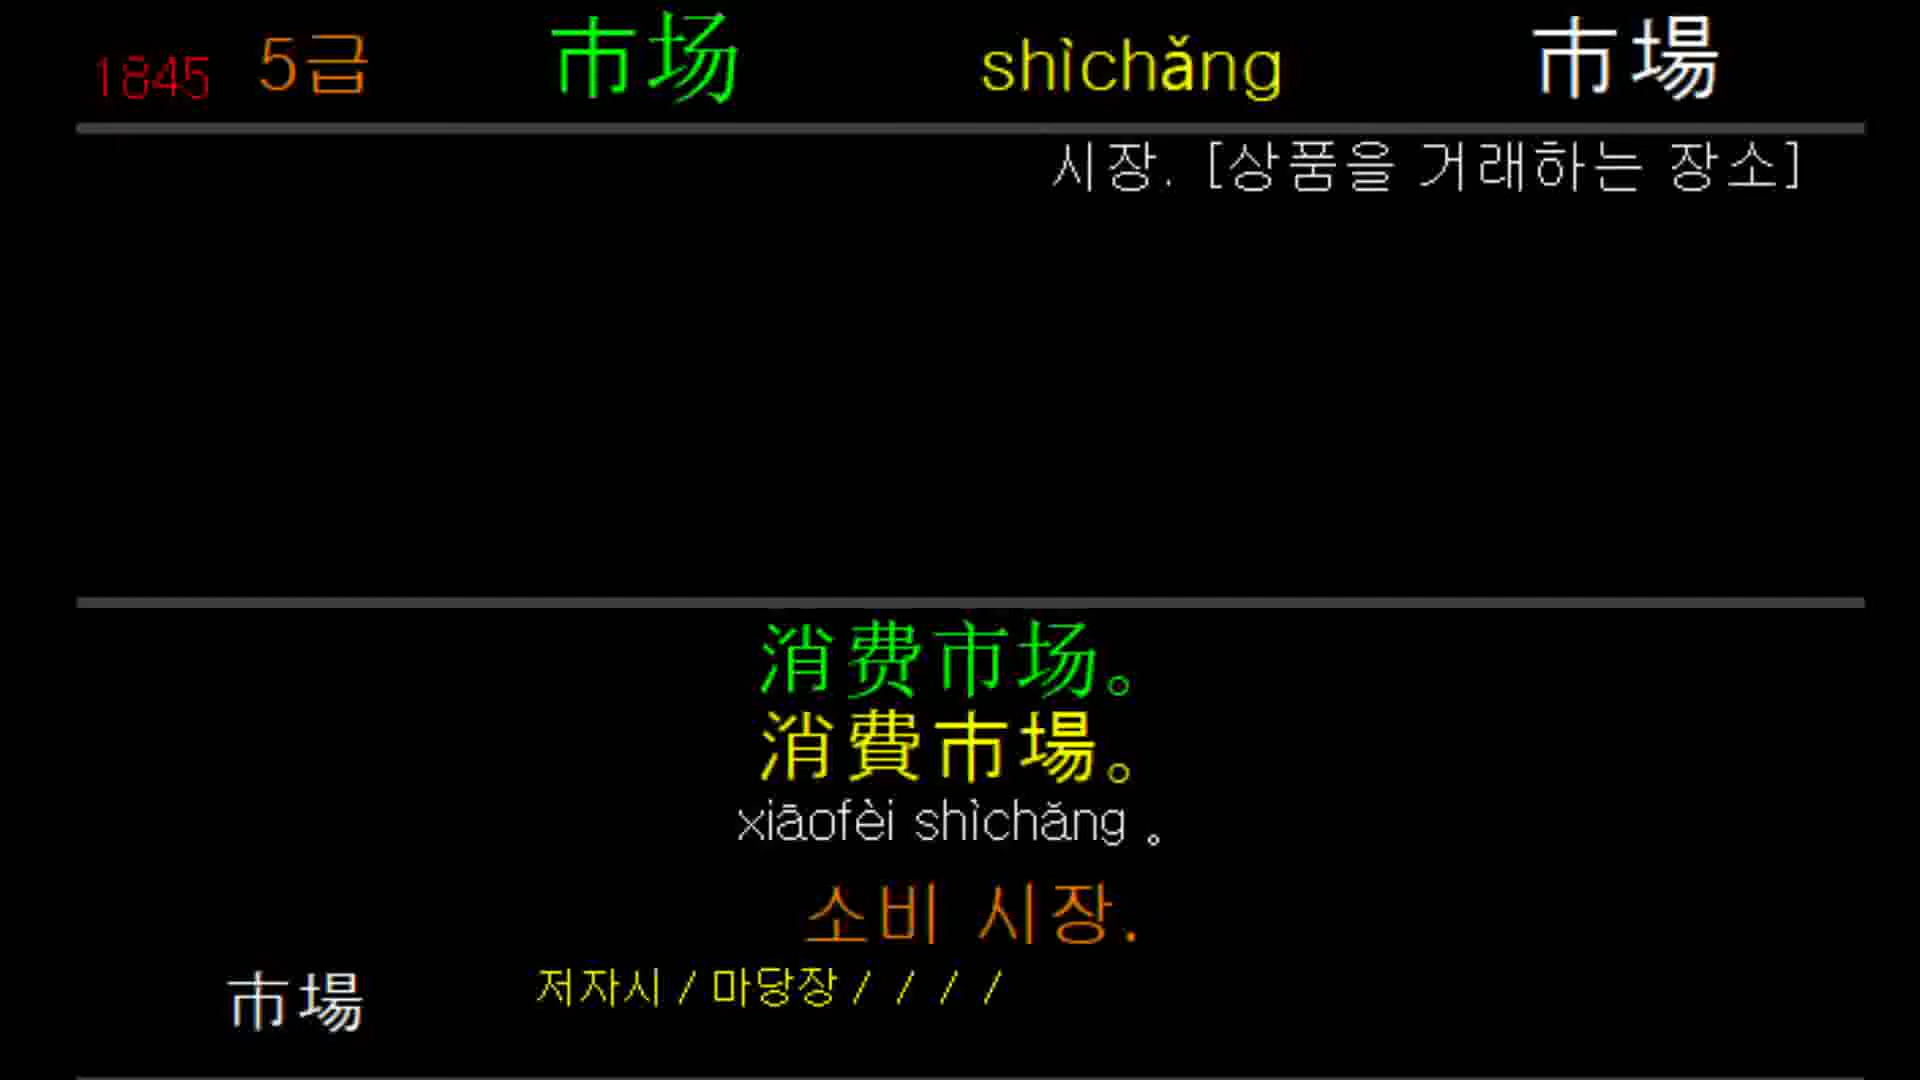 1845 5급 市场 shìchǎng 市場
시장. [상품을 거래하는 장소]
消费市场。
消費市場。
xiāofèi shìchǎng 。
소비 시장.
市場 저자시 / 마당장 / / / /